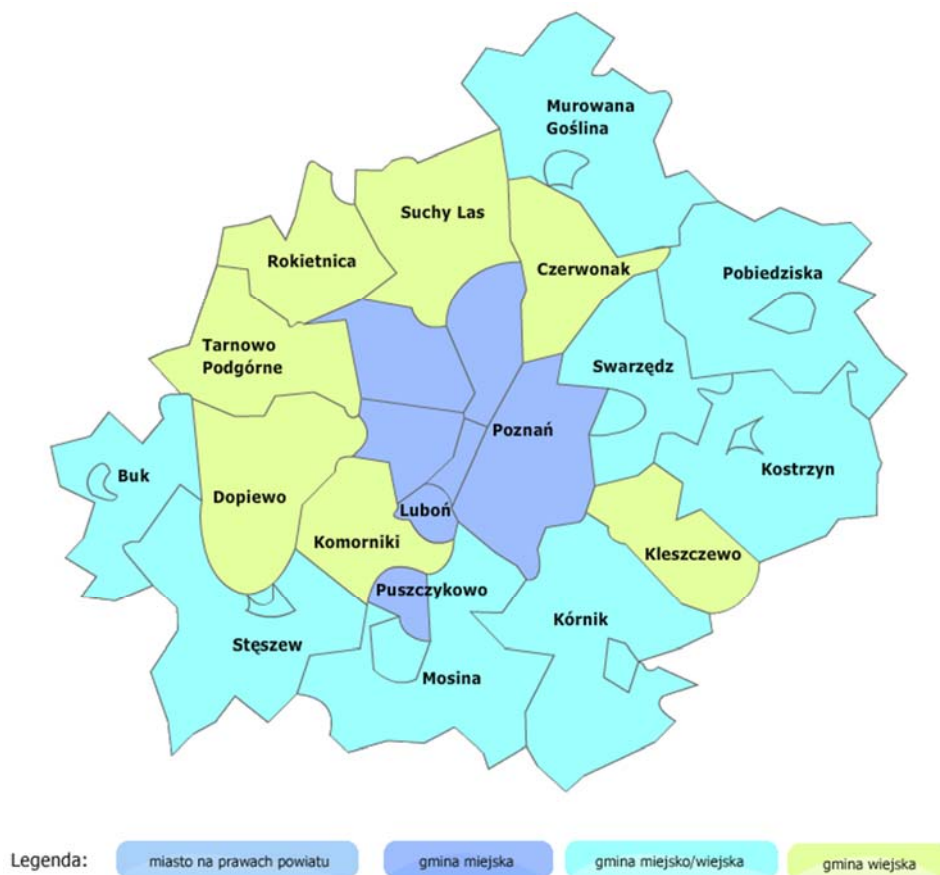 Murowana
Goślina
Suchy Las
Rokietnica
Czerwonak
Pobiedziska
Tarnowo
Podgórne
Swarzędz
Poznań
Buk
Kostrzyn
Dopiewo
Luboń
Komorniki
Kleszczewo
Puszczykowo
Kórnik
Stęszew
Mosina
Legenda:
miasto na prawach powiatu
gmina miejska
gmina miejsko/wiejska
gmina wiejska